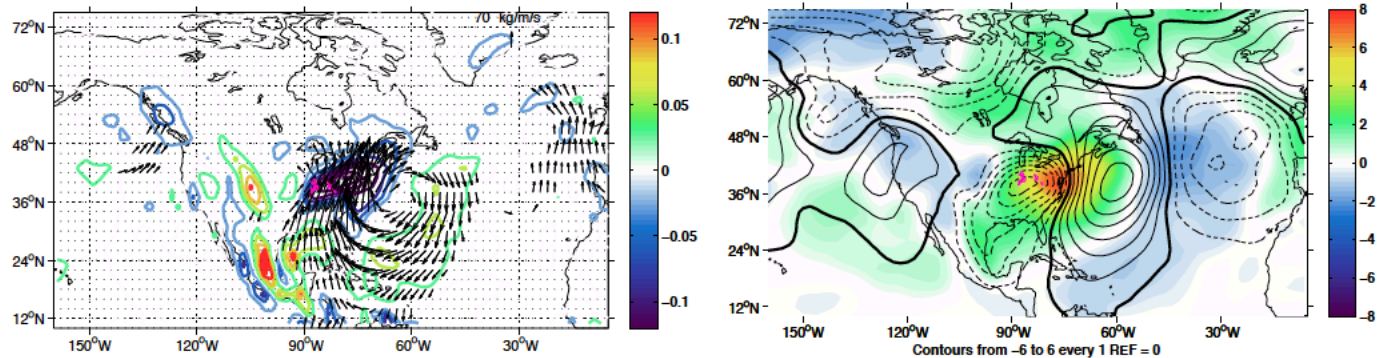 70 kg/m/s
72°N
60°N
48°N
36°N
24°N
12°N
150°W
120°W
90°W
60°W
30°W
0.1
0.05
0
−0.05
−0.1
72°N
60°N
48°N
36°N
24°N
12°N
150°W
120°W
90°W
60°W
30°W
Contours from −6 to 6 every 1 REF = 0
8
6
4
2
0
−2
−4
−6
−8